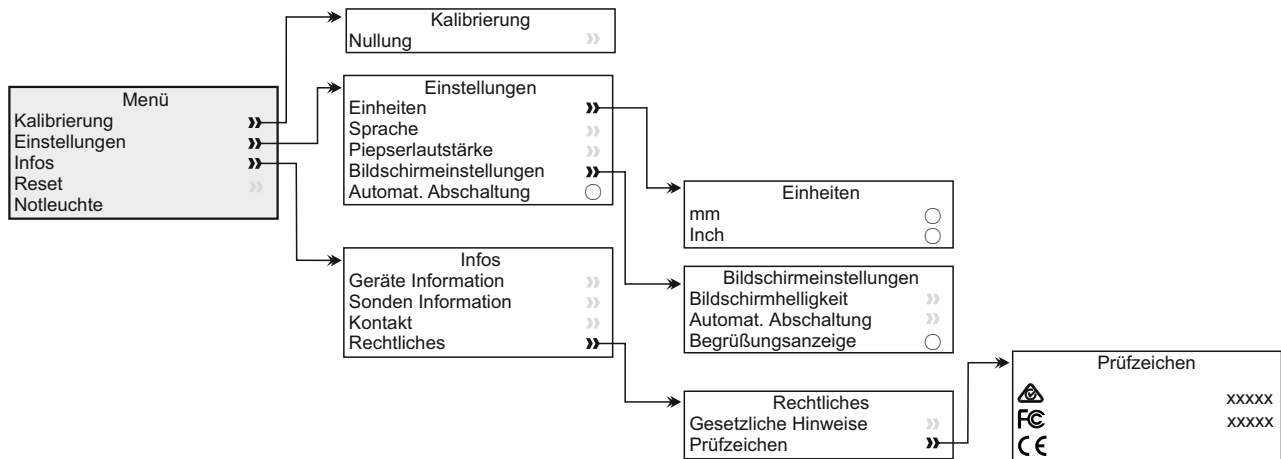 Kalibrierung
Nullung »
Menü
Kalibrierung »
Einstellungen »
Infos »
Reset »
Notleuchte
Einstellungen
Einheiten »
Sprache »
Piepserlautstärke »
Bildschirmeinstellungen »
Automat. Abschaltung
Infos
Geräte Information »
Sonden Information »
Kontakt »
Rechtliches »
Einheiten
mm
Inch
Bildschirmeinstellungen
Bildschirmhelligkeit »
Automat. Abschaltung »
Begrüßungsanzeige
Rechtliches
Gesetzliche Hinweise »
Prüfzeichen »
Prüfzeichen
xxxxx
FC xxxxx
CE